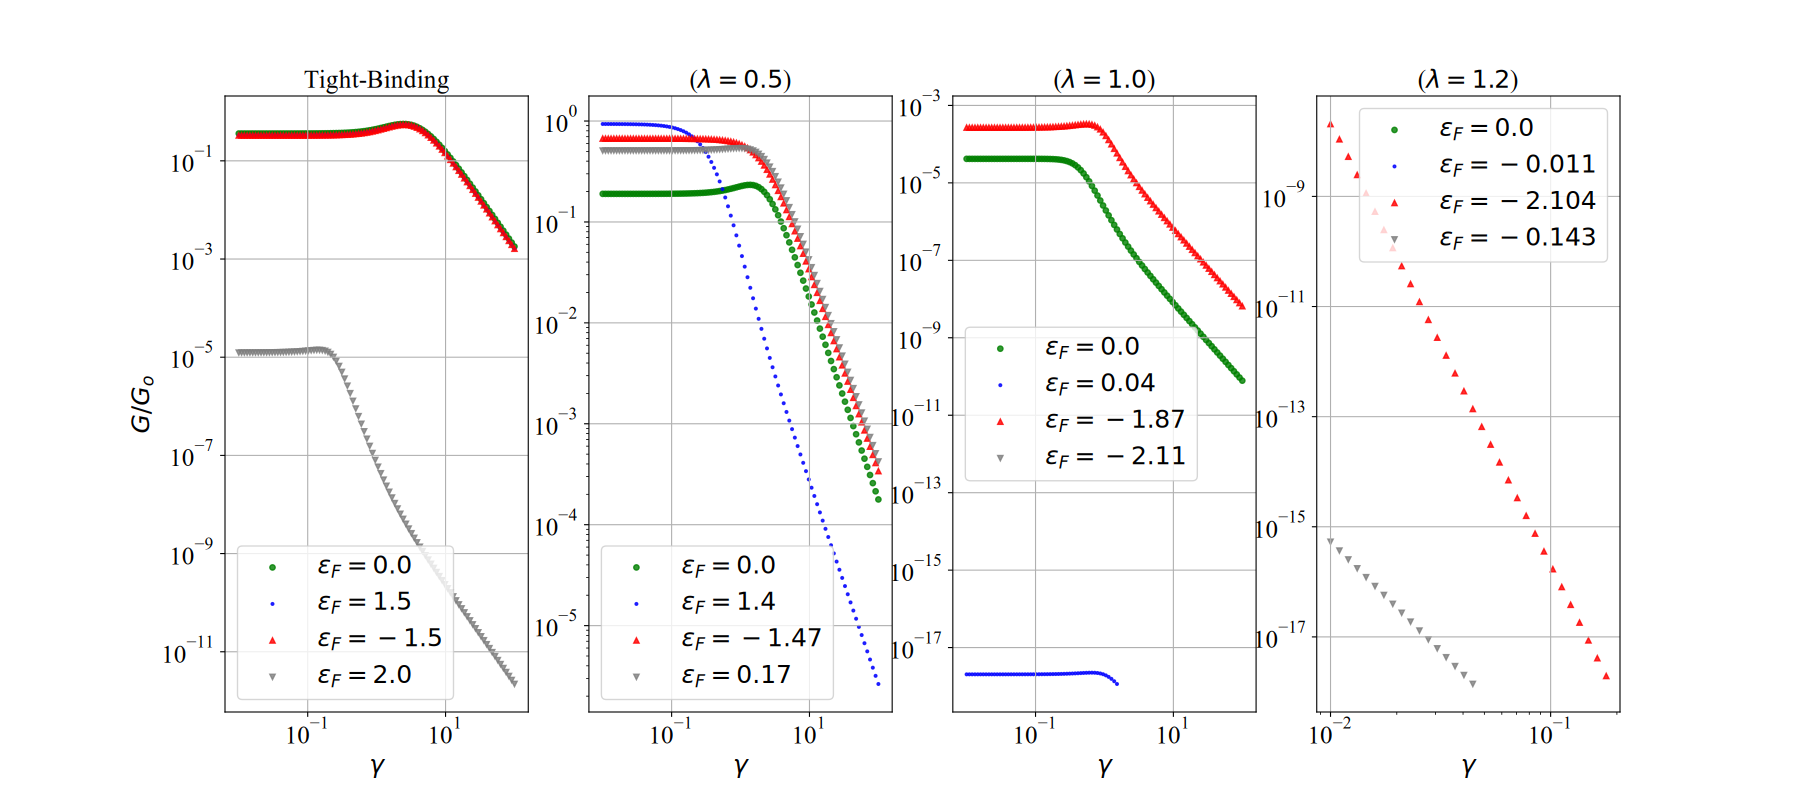 Tight-Binding
(λ = 0.5)
(λ = 1.0)
(λ = 1.2)
G/G_o
10^−1
10^−3
10^−5
10^−7
10^−9
10^−11
ε_F = 0.0
ε_F = 1.5
ε_F = −1.5
ε_F = 2.0
10^−1
10^1
γ
10^0
10^−1
10^−2
10^−3
10^−4
10^−5
ε_F = 0.0
ε_F = 1.4
ε_F = −1.47
ε_F = 0.17
10^−1
10^1
γ
10^−3
10^−5
10^−7
10^−9
10^−11
10^−13
10^−15
10^−17
ε_F = 0.0
ε_F = 0.04
ε_F = −1.87
ε_F = −2.11
10^−1
10^1
γ
10^−9
10^−11
10^−13
10^−15
10^−17
ε_F = 0.0
ε_F = −0.011
ε_F = −2.104
ε_F = −0.143
10^−2
10^−1
γ